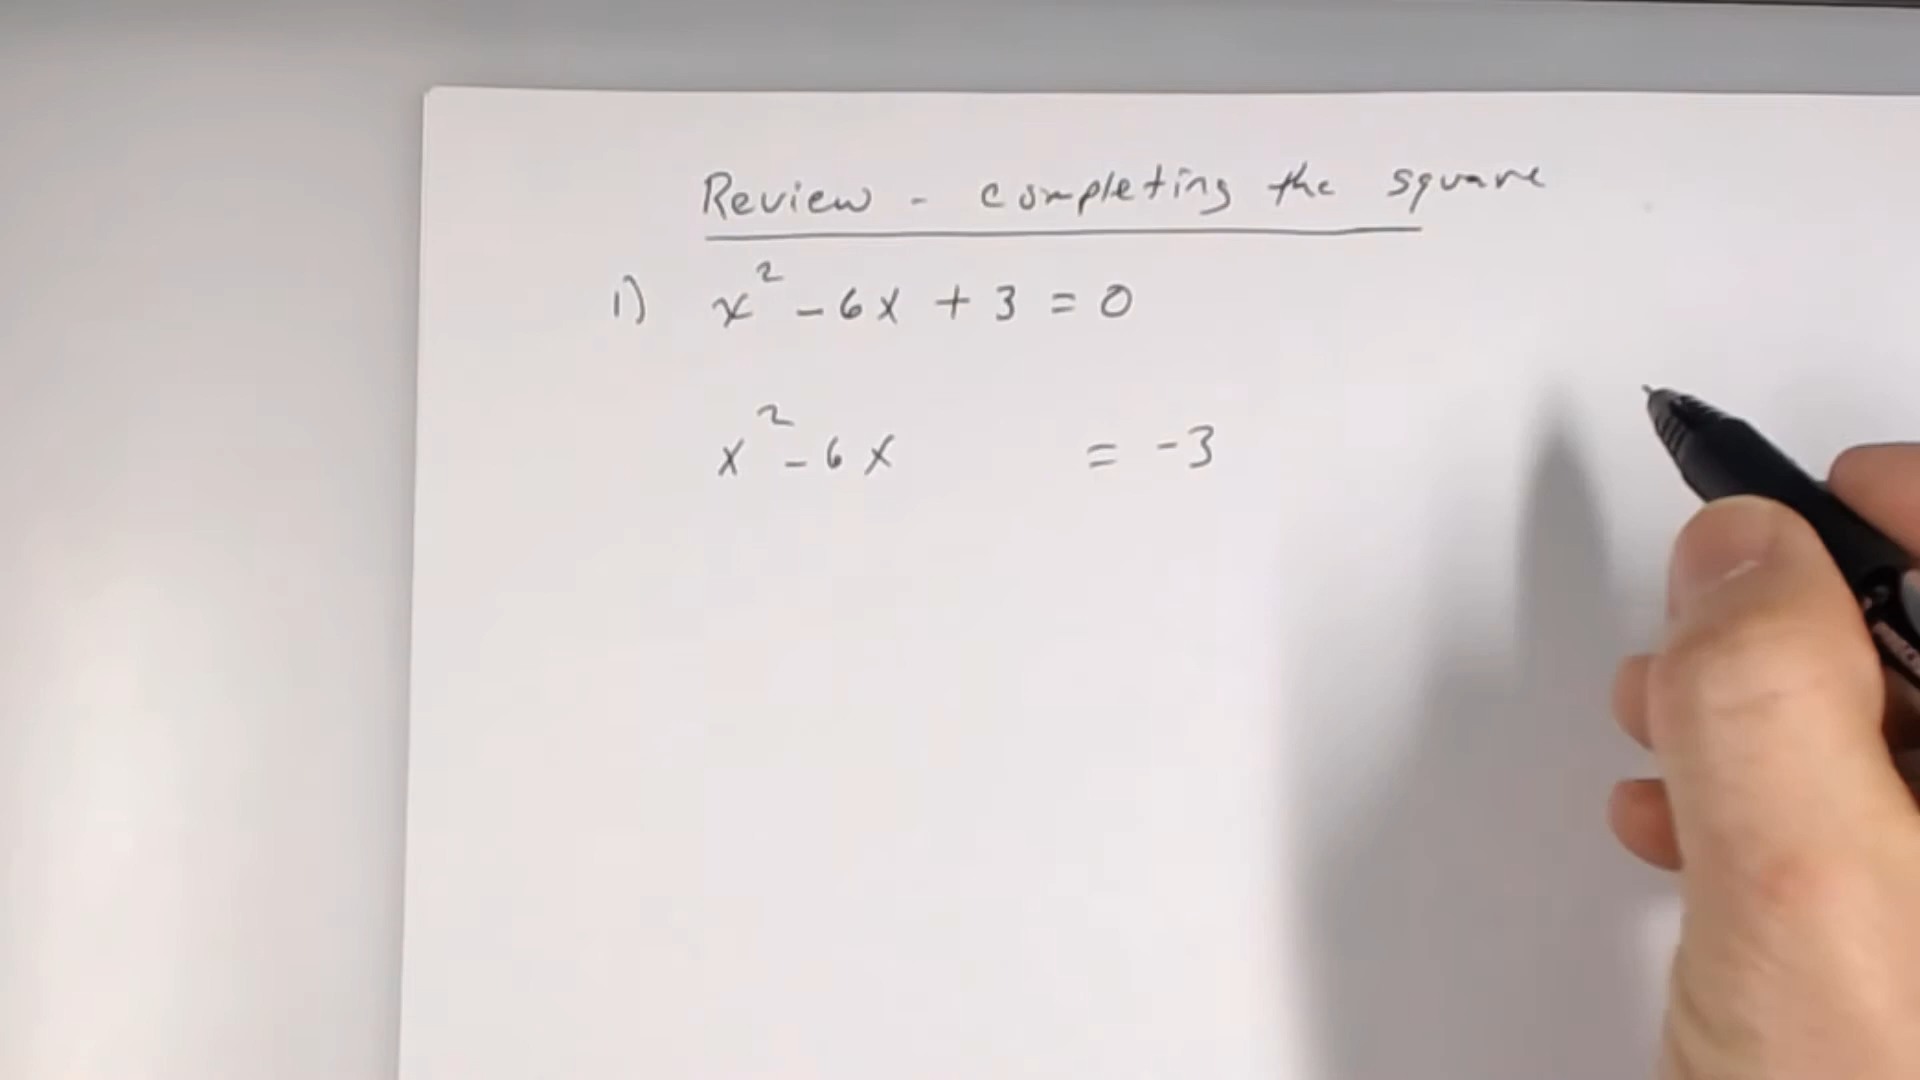 Review - completing the square
1) x² - 6x + 3 = 0
x² - 6x = -3